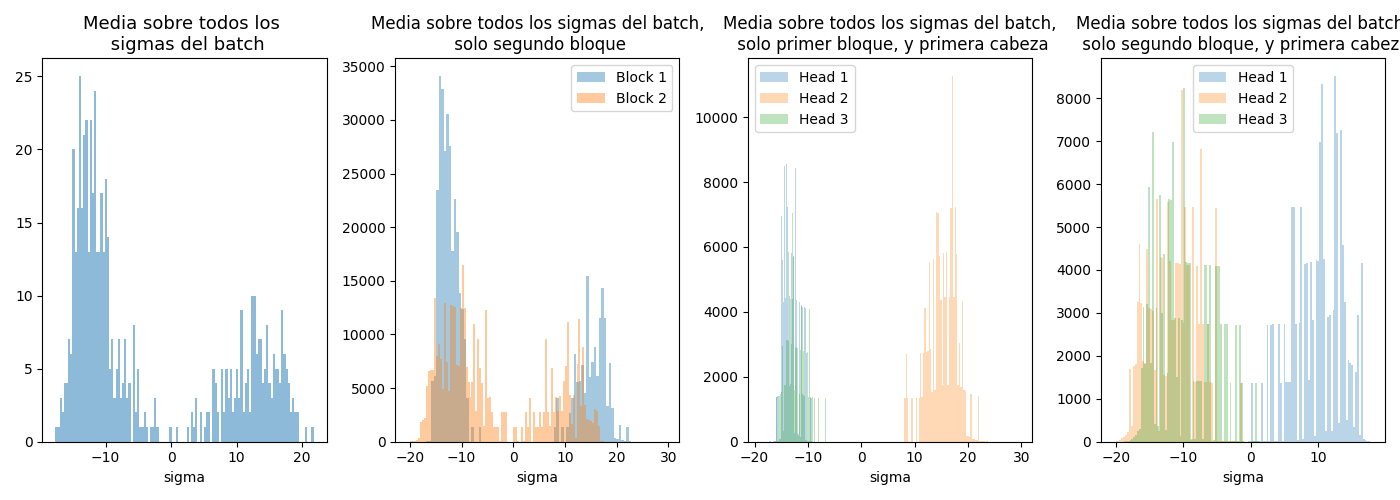 Media sobre todos los
sigmas del batch
25
20
15
10
5
0
−10
0
10
20
sigma
Media sobre todos los sigmas del batch,
solo segundo bloque
Block 1
Block 2
35000
30000
25000
20000
15000
10000
5000
0
−20
−10
0
10
20
30
sigma
Media sobre todos los sigmas del batch,
solo primer bloque, y primera cabeza
Head 1
Head 2
Head 3
10000
8000
6000
4000
2000
0
−20
−10
0
10
20
30
sigma
Media sobre todos los sigmas del batch
solo segundo bloque, y primera cabez
Head 1
Head 2
Head 3
8000
7000
6000
5000
4000
3000
2000
1000
0
−20
−10
0
10
sigma